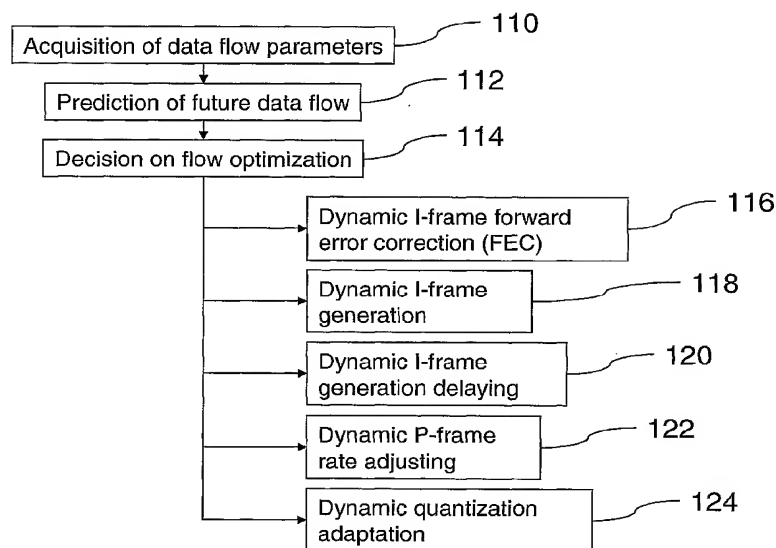 Acquisition of data flow parameters 110
Prediction of future data flow 112
Decision on flow optimization 114
Dynamic I-frame forward
error correction (FEC) 116
Dynamic I-frame
generation 118
Dynamic I-frame
generation delaying 120
Dynamic P-frame
rate adjusting 122
Dynamic quantization
adaptation 124